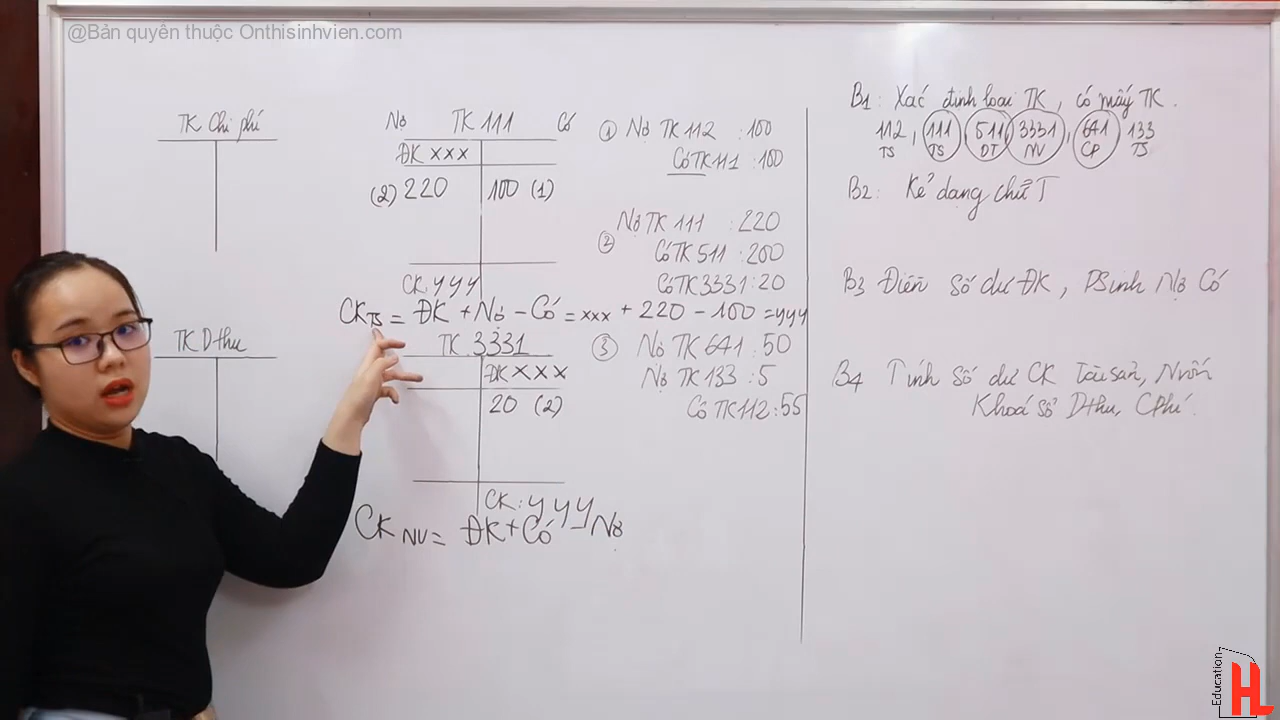 @Bản quyền thuộc Onthisinhvien.com
TK Chi phí
TK Dthu
Nợ TK 111 Có
ĐK xxx
(2) 220 100 (1)
CK: yyy
CK TS = ĐK + Nợ - Có = xxx + 220 - 100 = yyy
TK 3331
ĐK XXX
20 (2)
CK: yyy
CK NV = ĐK + Có - Nợ
① Nợ TK 112 : 100
Có TK 111 : 100
② Nợ TK 111 : 220
Có TK 511 : 200
Có TK 3331 : 20
③ Nợ TK 641 : 50
Nợ TK 133 : 5
Có TK 112 : 55
B1: Xác định loại TK, có mấy TK.
112, 111, 511, 3331, 641, 133
TS TS DT NV CP TS
B2: Kẻ dạng chữ T
B3 Điền số dư ĐK, PSinh Nợ Có
B4 Tính số dư CK Tài sản, Nvốn
Khoá sổ Dthu, CPhí.
Education
HL